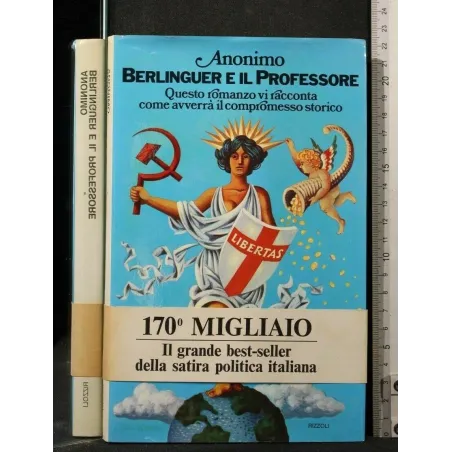 Anonimo
BERLINGUER E IL PROFESSORE
Questo romanzo vi racconta
come avverrà il compromesso storico
LIBERTAS
170º MIGLIAIO
Il grande best-seller
della satira politica italiana
RIZZOLI
ANONIMO
BERLINGUER E IL PROFESSORE
RIZZOLI